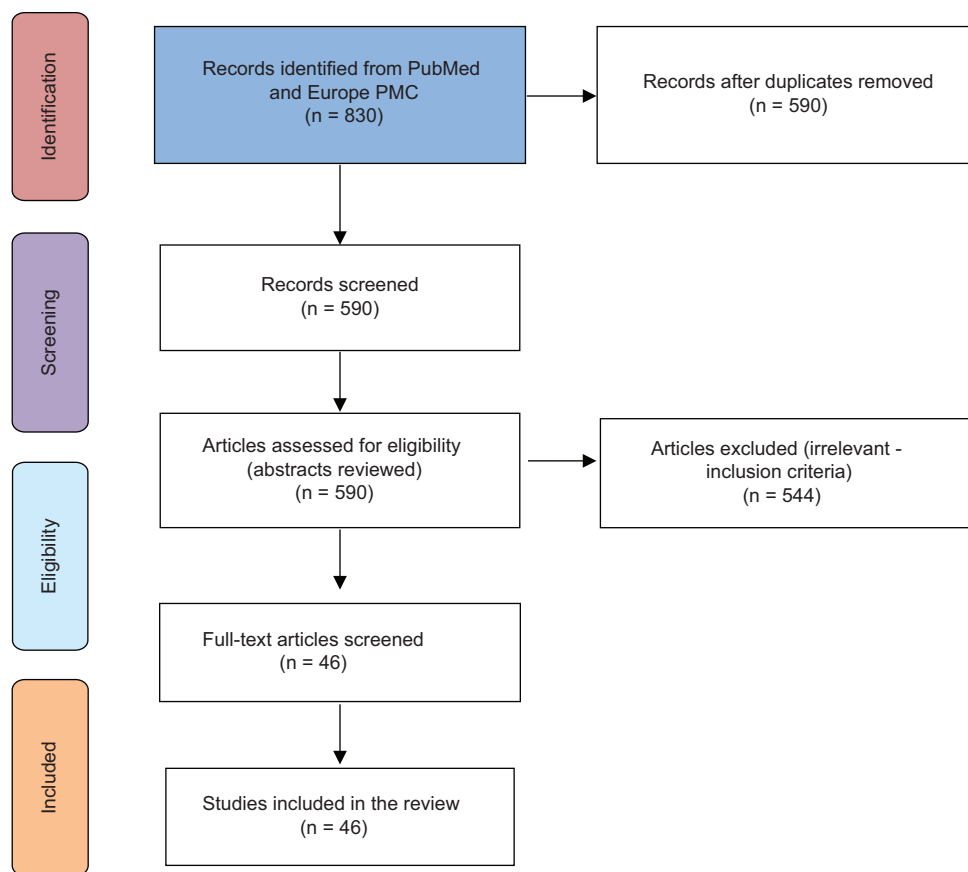 Identification
Records identified from PubMed
and Europe PMC
(n = 830)
Records after duplicates removed
(n = 590)
Screening
Records screened
(n = 590)
Articles assessed for eligibility
(abstracts reviewed)
(n = 590)
Articles excluded (irrelevant -
inclusion criteria)
(n = 544)
Eligibility
Full-text articles screened
(n = 46)
Included
Studies included in the review
(n = 46)